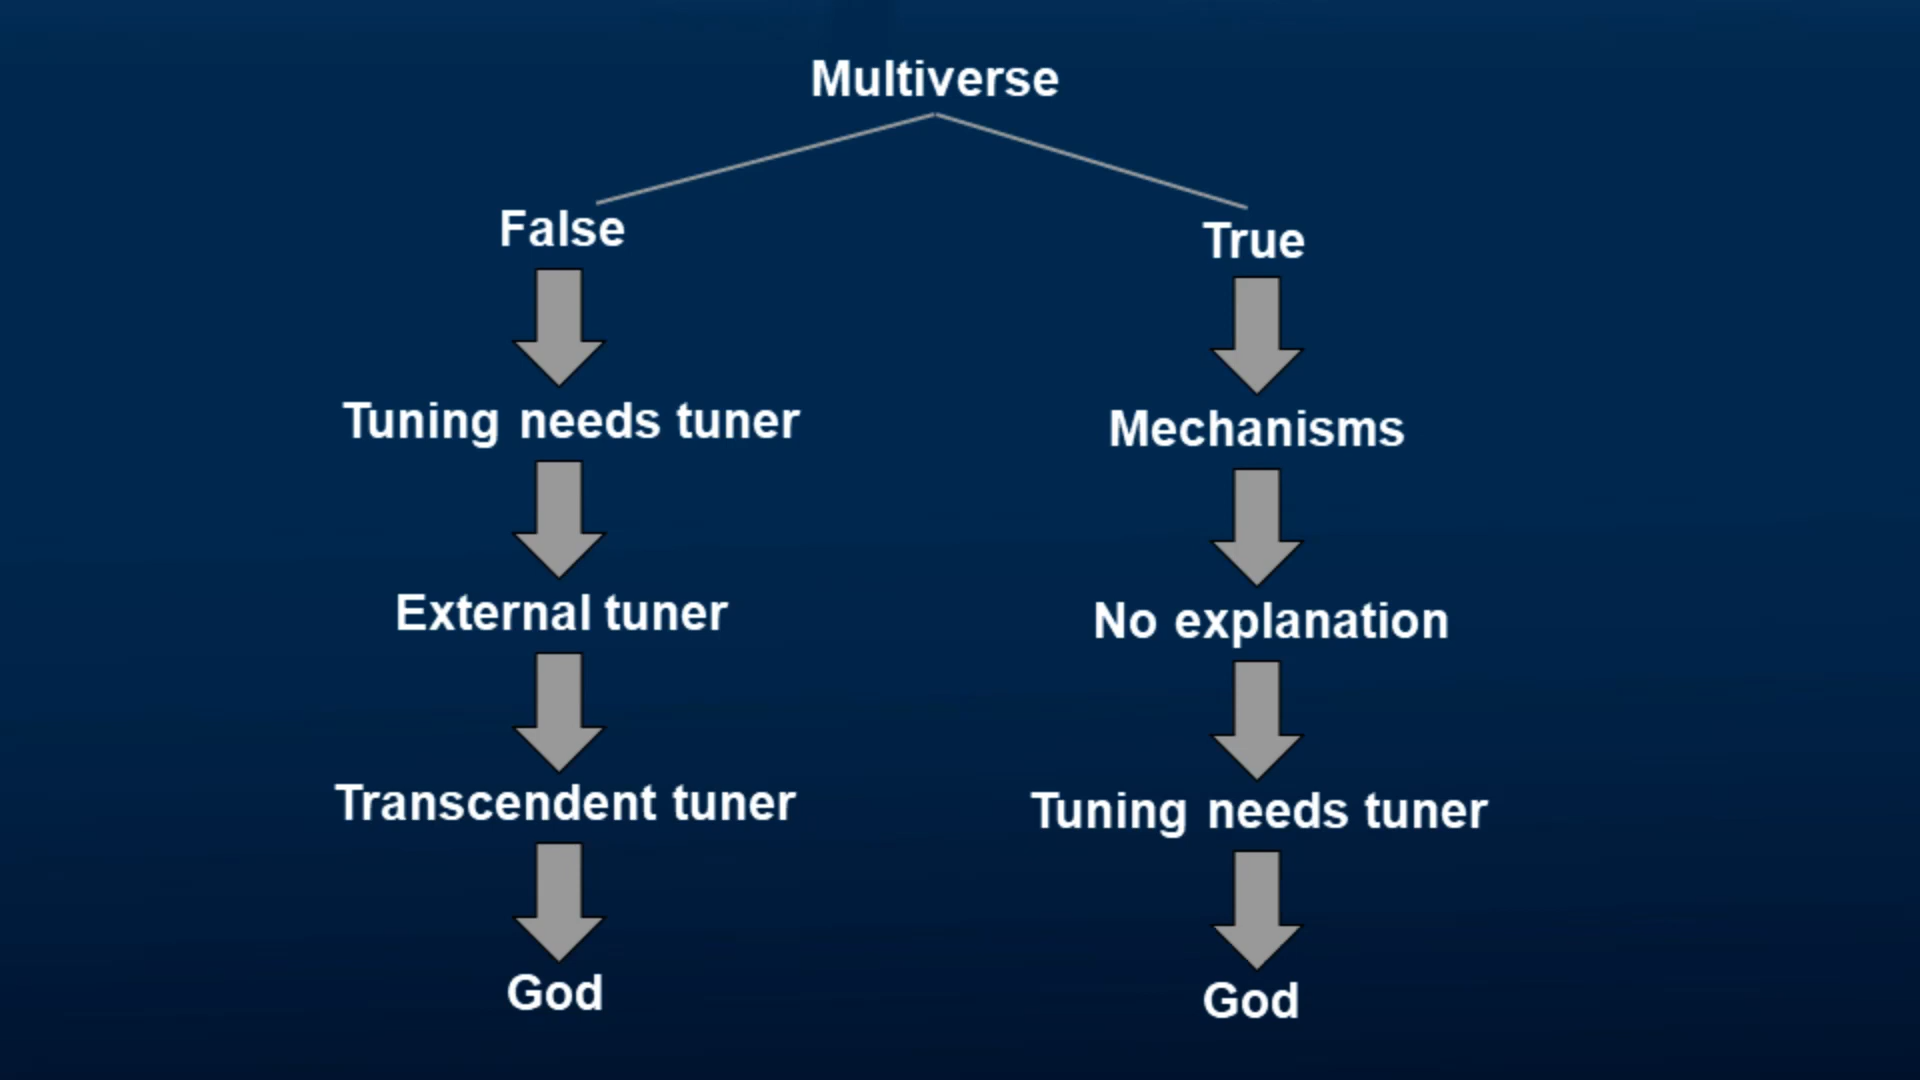 Multiverse
False
True
Tuning needs tuner
Mechanisms
External tuner
No explanation
Transcendent tuner
Tuning needs tuner
God
God